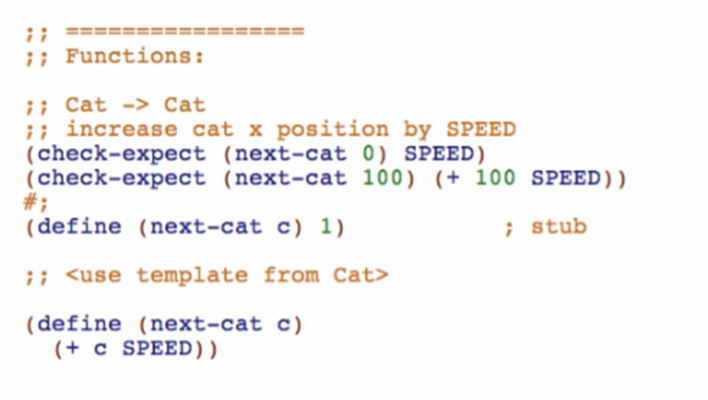 ;; =================
;; Functions:
;; Cat -> Cat
;; increase cat x position by SPEED
(check-expect (next-cat 0) SPEED)
(check-expect (next-cat 100) (+ 100 SPEED))
#;
(define (next-cat c) 1) ; stub
;; <use template from Cat>
(define (next-cat c)
(+ c SPEED))